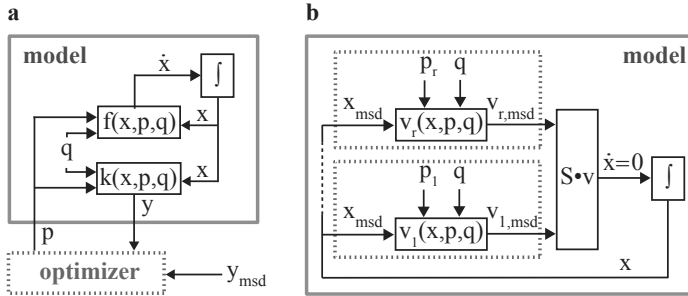 a
model
ẋ
∫
f(x,p,q)
x
q
x
k(x,p,q)
y
p
optimizer
y_msd
b
model
p_r q
x_msd v_r,msd
v_r(x,p,q)
ẋ=0
S•v ∫
p_1 q
x_msd v_1,msd
v_1(x,p,q)
x